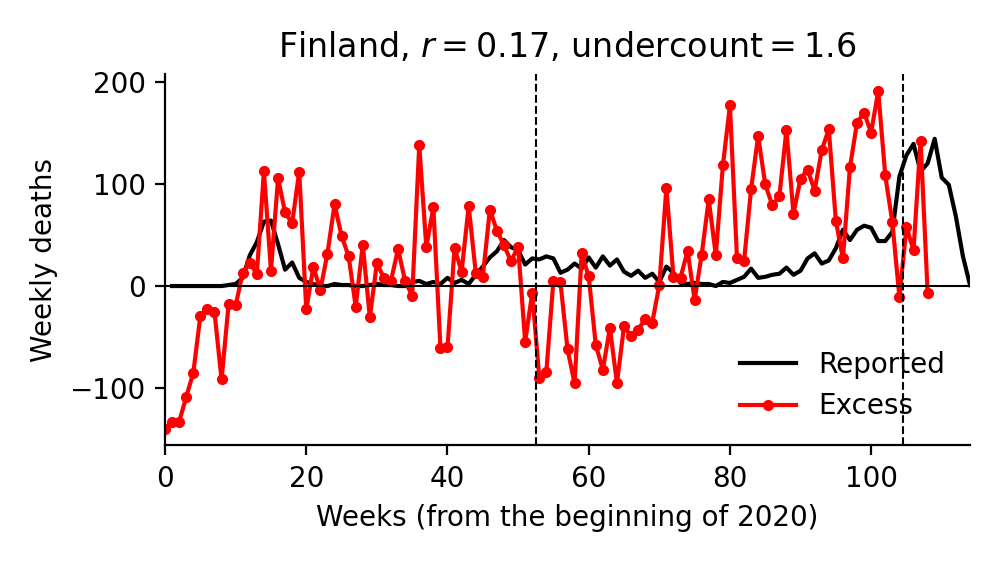 Finland, r = 0.17, undercount = 1.6
200
100
0
−100
Weekly deaths
Reported
Excess
0 20 40 60 80 100
Weeks (from the beginning of 2020)